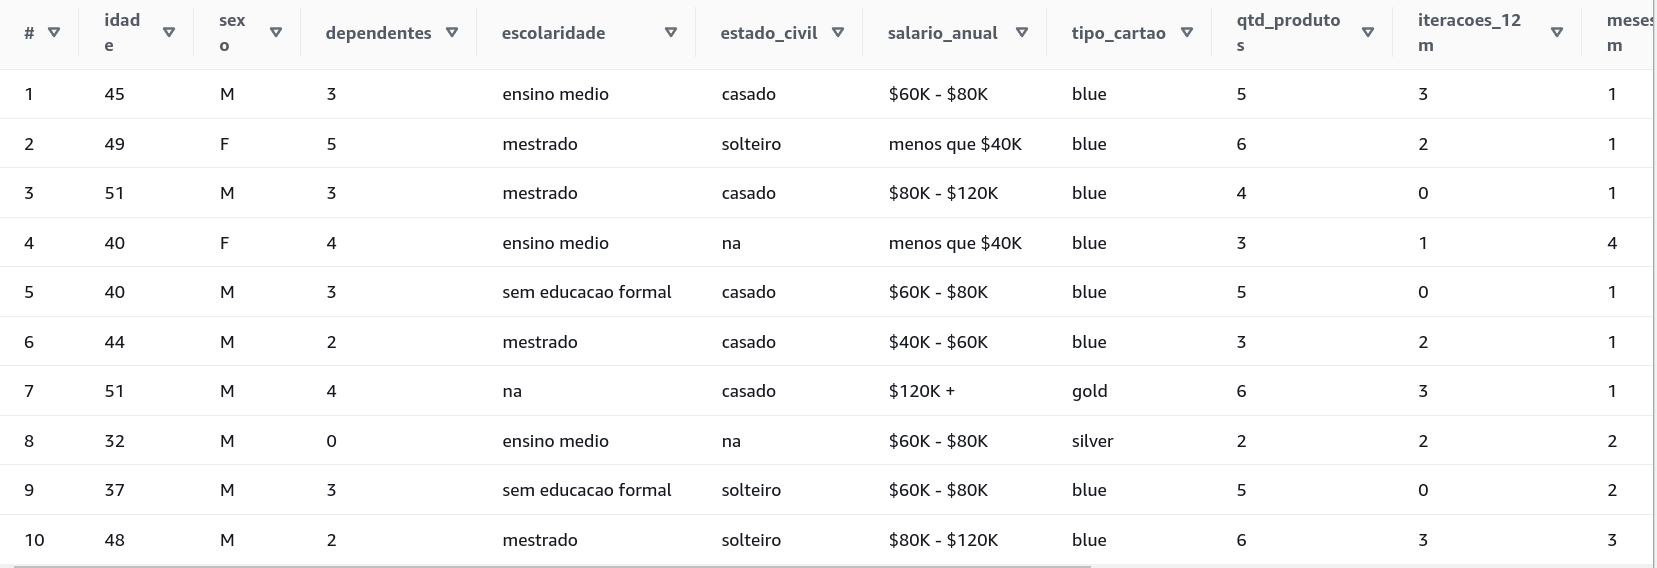 # idade sexo dependentes escolaridade estado_civil salario_anual tipo_cartao qtd_produtos iteracoes_12m
1 45 M 3 ensino medio casado $60K - $80K blue 5 3 1
2 49 F 5 mestrado solteiro menos que $40K blue 6 2 1
3 51 M 3 mestrado casado $80K - $120K blue 4 0 1
4 40 F 4 ensino medio na menos que $40K blue 3 1 4
5 40 M 3 sem educacao formal casado $60K - $80K blue 5 0 1
6 44 M 2 mestrado casado $40K - $60K blue 3 2 1
7 51 M 4 na casado $120K + gold 6 3 1
8 32 M 0 ensino medio na $60K - $80K silver 2 2 2
9 37 M 3 sem educacao formal solteiro $60K - $80K blue 5 0 2
10 48 M 2 mestrado solteiro $80K - $120K blue 6 3 3